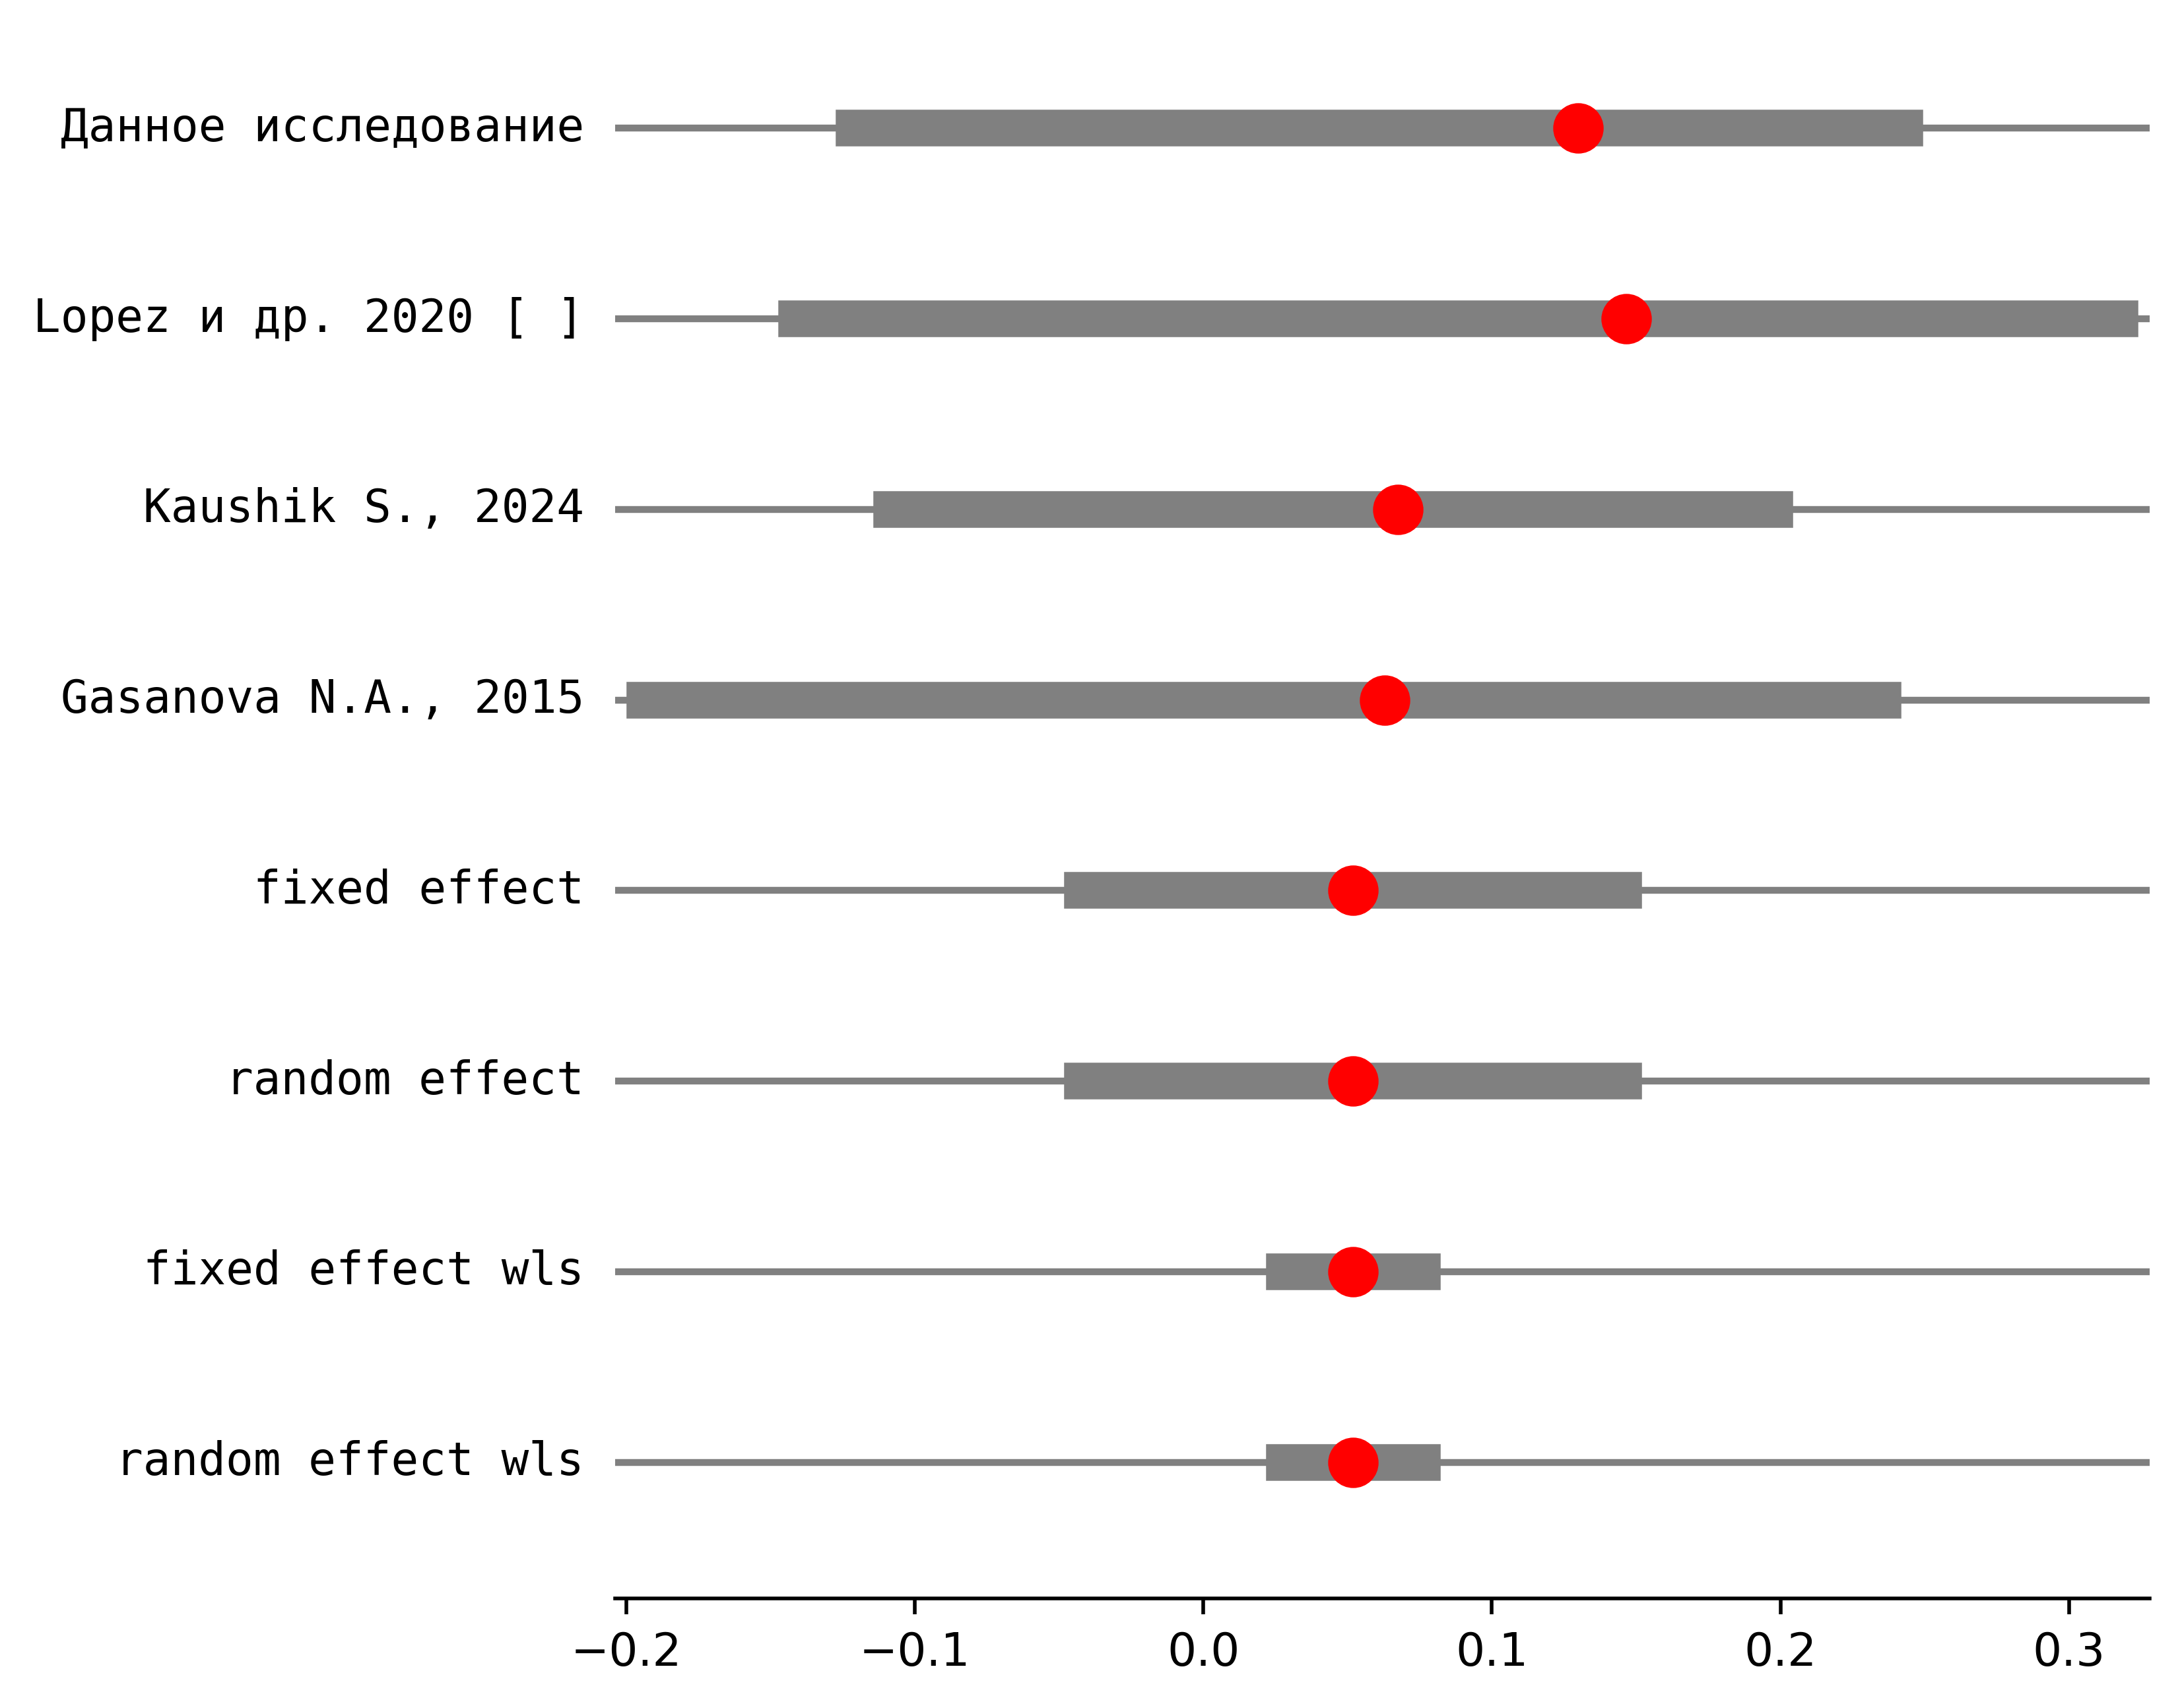 Данное исследование
Lopez и др. 2020 [ ]
Kaushik S., 2024
Gasanova N.A., 2015
fixed effect
random effect
fixed effect wls
random effect wls
−0.2 −0.1 0.0 0.1 0.2 0.3